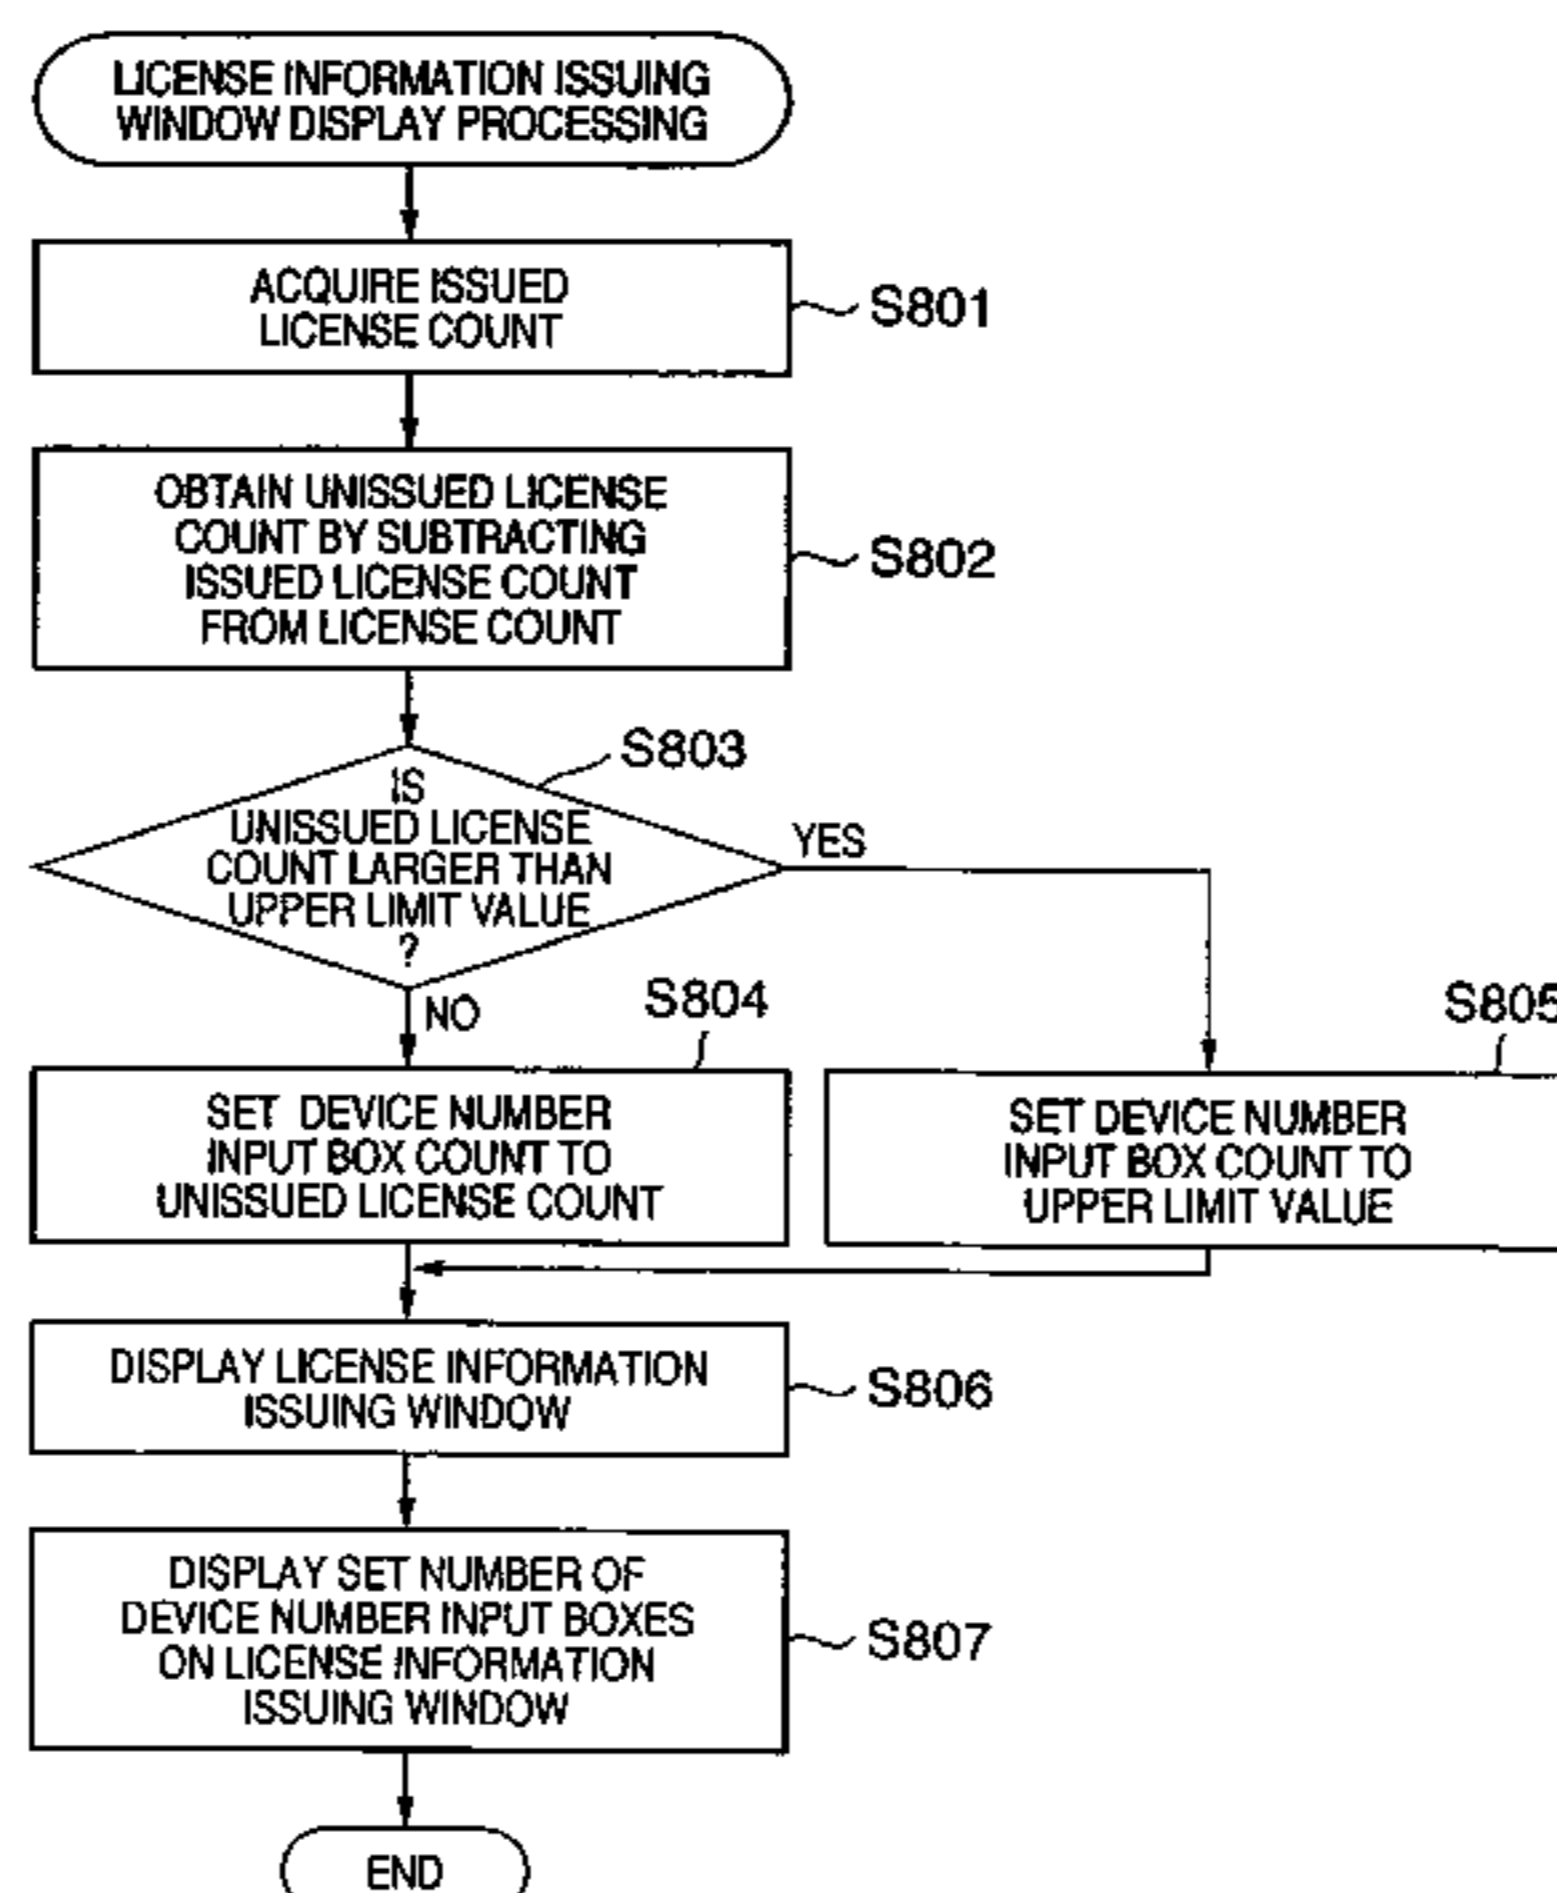 LICENSE INFORMATION ISSUING
WINDOW DISPLAY PROCESSING
ACQUIRE ISSUED
LICENSE COUNT
S801
OBTAIN UNISSUED LICENSE
COUNT BY SUBTRACTING
ISSUED LICENSE COUNT
FROM LICENSE COUNT
S802
S803
IS
UNISSUED LICENSE
COUNT LARGER THAN
UPPER LIMIT VALUE
?
YES
NO
S804
SET DEVICE NUMBER
INPUT BOX COUNT TO
UNISSUED LICENSE COUNT
S805
SET DEVICE NUMBER
INPUT BOX COUNT TO
UPPER LIMIT VALUE
DISPLAY LICENSE INFORMATION
ISSUING WINDOW
S806
DISPLAY SET NUMBER OF
DEVICE NUMBER INPUT BOXES
ON LICENSE INFORMATION
ISSUING WINDOW
S807
END